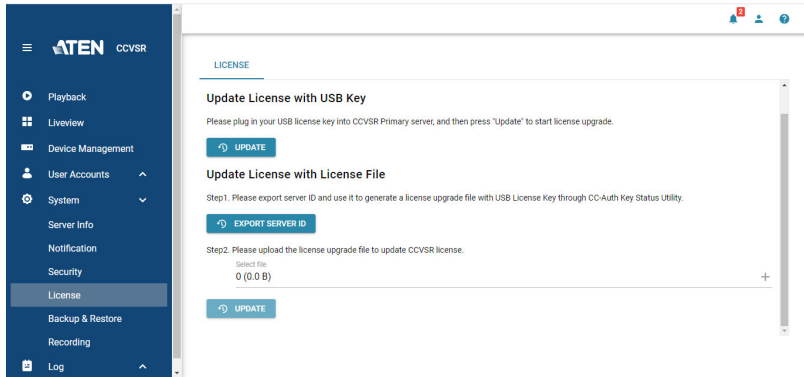 2
ATEN CCVSR
LICENSE
Playback
Liveview
Device Management
User Accounts
System
Server Info
Notification
Security
License
Backup & Restore
Recording
Log
Update License with USB Key
Please plug in your USB license key into CCVSR Primary server, and then press "Update" to start license upgrade.
UPDATE
Update License with License File
Step1. Please export server ID and use it to generate a license upgrade file with USB License Key through CC-Auth Key Status Utility.
EXPORT SERVER ID
Step2. Please upload the license upgrade file to update CCVSR license.
Select file
0 (0.0 B)
UPDATE